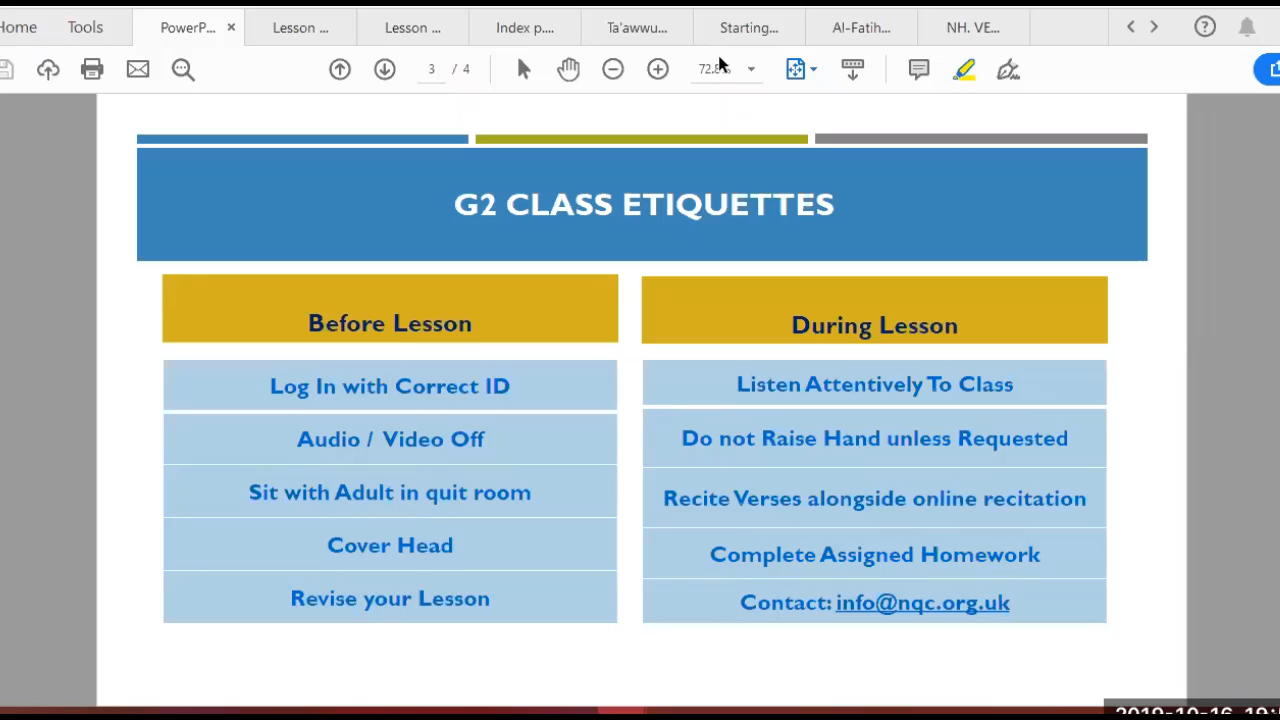 Home Tools PowerP... × Lesson ... Lesson ... Index p.... Ta'awwu... Starting... Al-Fatih... NH. VE...
3 / 4
G2 CLASS ETIQUETTES
Before Lesson
Log In with Correct ID
Audio / Video Off
Sit with Adult in quit room
Cover Head
Revise your Lesson
During Lesson
Listen Attentively To Class
Do not Raise Hand unless Requested
Recite Verses alongside online recitation
Complete Assigned Homework
Contact: info@nqc.org.uk